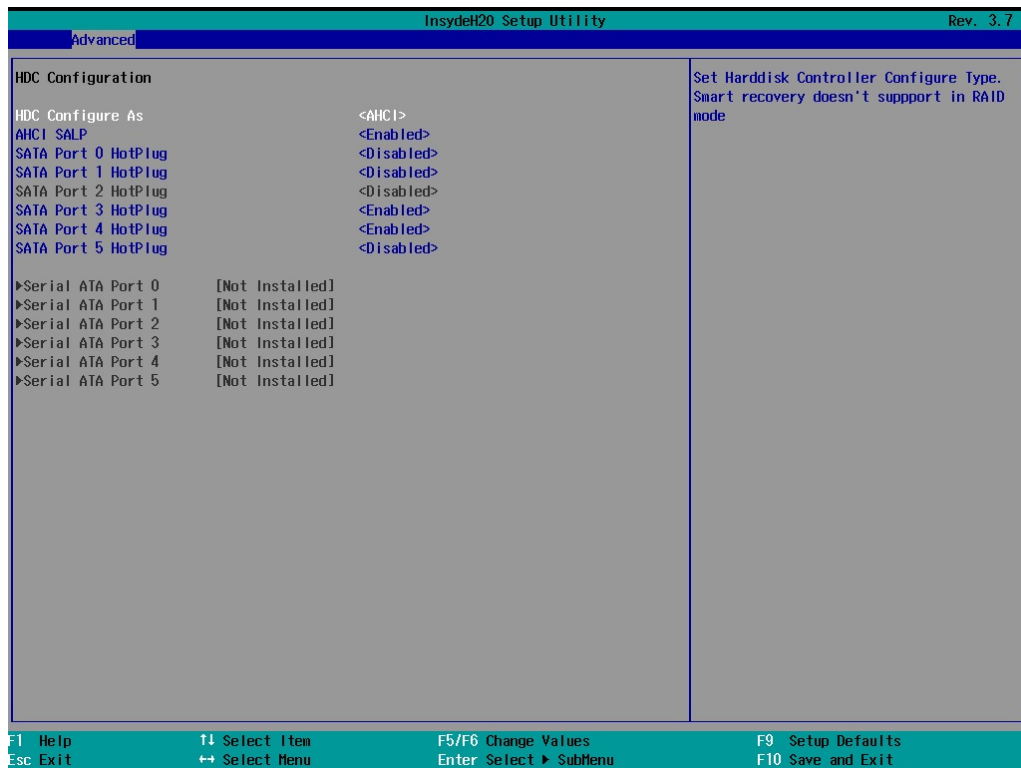 InsydeH20 Setup Utility Rev. 3.7
Advanced
HDC Configuration
HDC Configure As <AHCI>
AHCI SALP <Enabled>
SATA Port 0 HotPlug <Disabled>
SATA Port 1 HotPlug <Disabled>
SATA Port 2 HotPlug <Disabled>
SATA Port 3 HotPlug <Enabled>
SATA Port 4 HotPlug <Enabled>
SATA Port 5 HotPlug <Disabled>
▶Serial ATA Port 0 [Not Installed]
▶Serial ATA Port 1 [Not Installed]
▶Serial ATA Port 2 [Not Installed]
▶Serial ATA Port 3 [Not Installed]
▶Serial ATA Port 4 [Not Installed]
▶Serial ATA Port 5 [Not Installed]
Set Harddisk Controller Configure Type.
Smart recovery doesn't suppport in RAID
mode
F1 Help ↑↓ Select Item F5/F6 Change Values F9 Setup Defaults
Esc Exit ↔ Select Menu Enter Select ▶ SubMenu F10 Save and Exit